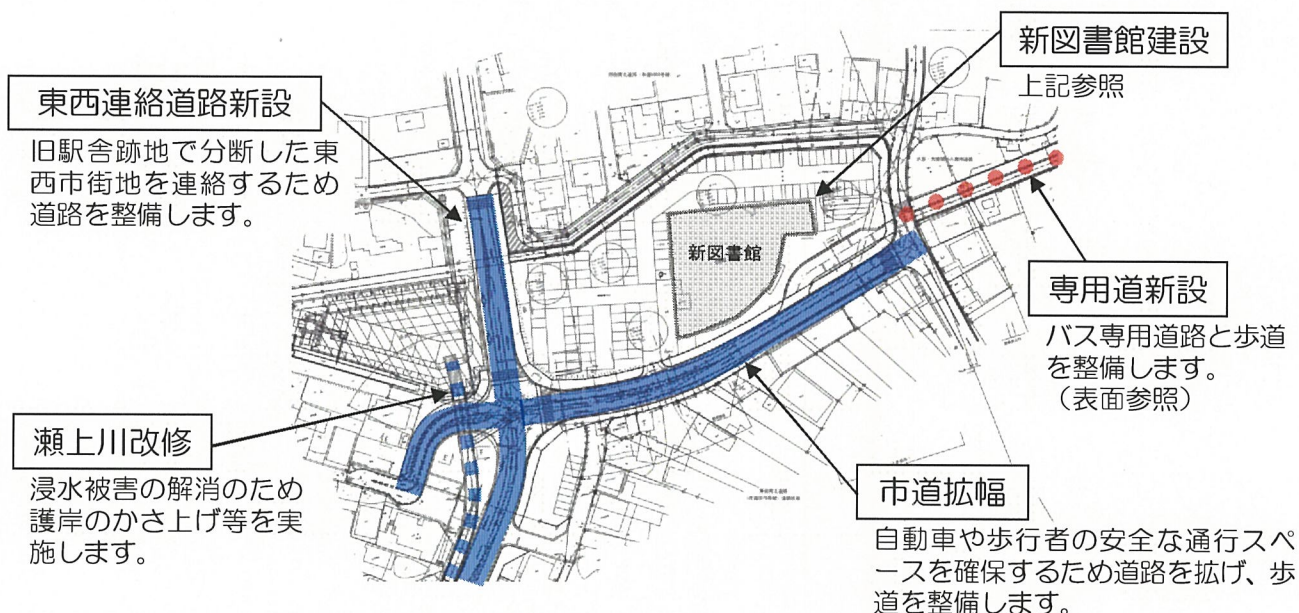 新図書館建設
上記参照
東西連絡道路新設
旧駅舎跡地で分断した東
西市街地を連絡するため
道路を整備します。
新図書館
専用道新設
バス専用道路と歩道
を整備します。
（表面参照）
瀬上川改修
浸水被害の解消のため
護岸のかさ上げ等を実
施します。
市道拡幅
自動車や歩行者の安全な通行スペ
ースを確保するため道路を拡げ、歩
道を整備します。